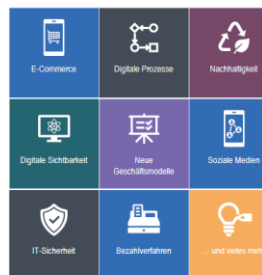 E-Commerce
Digitale Prozesse
Nachhaltigkeit
Digitale Sichtbarkeit
Neue
Geschäftsmodelle
Soziale Medien
IT-Sicherheit
Bezahlverfahren
... und vieles mehr